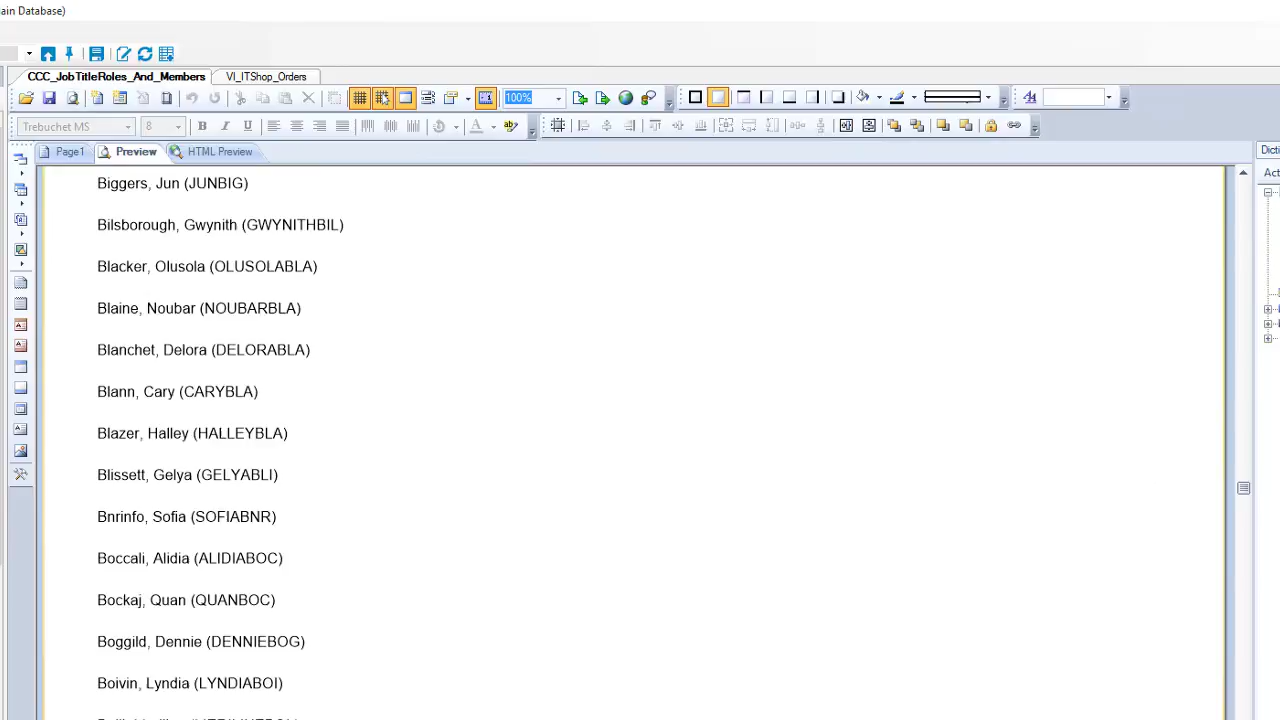 ain Database)
CCC_JobTitleRoles_And_Members VI_ITShop_Orders
100%
Trebuchet MS 8
Page1 Preview HTML Preview
Dicti
Act
Biggers, Jun (JUNBIG)
Bilsborough, Gwynith (GWYNITHBIL)
Blacker, Olusola (OLUSOLABLA)
Blaine, Noubar (NOUBARBLA)
Blanchet, Delora (DELORABLA)
Blann, Cary (CARYBLA)
Blazer, Halley (HALLEYBLA)
Blissett, Gelya (GELYABLI)
Bnrinfo, Sofia (SOFIABNR)
Boccali, Alidia (ALIDIABOC)
Bockaj, Quan (QUANBOC)
Boggild, Dennie (DENNIEBOG)
Boivin, Lyndia (LYNDIABOI)